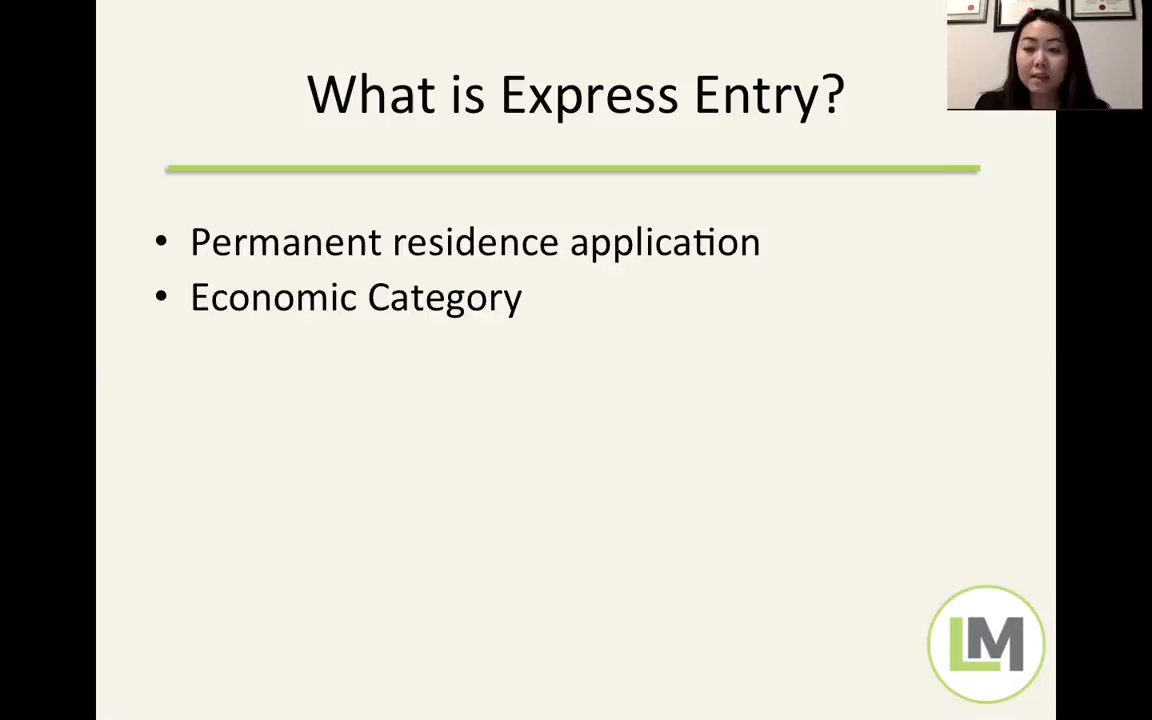 What is Express Entry?
• Permanent residence application
• Economic Category
LM